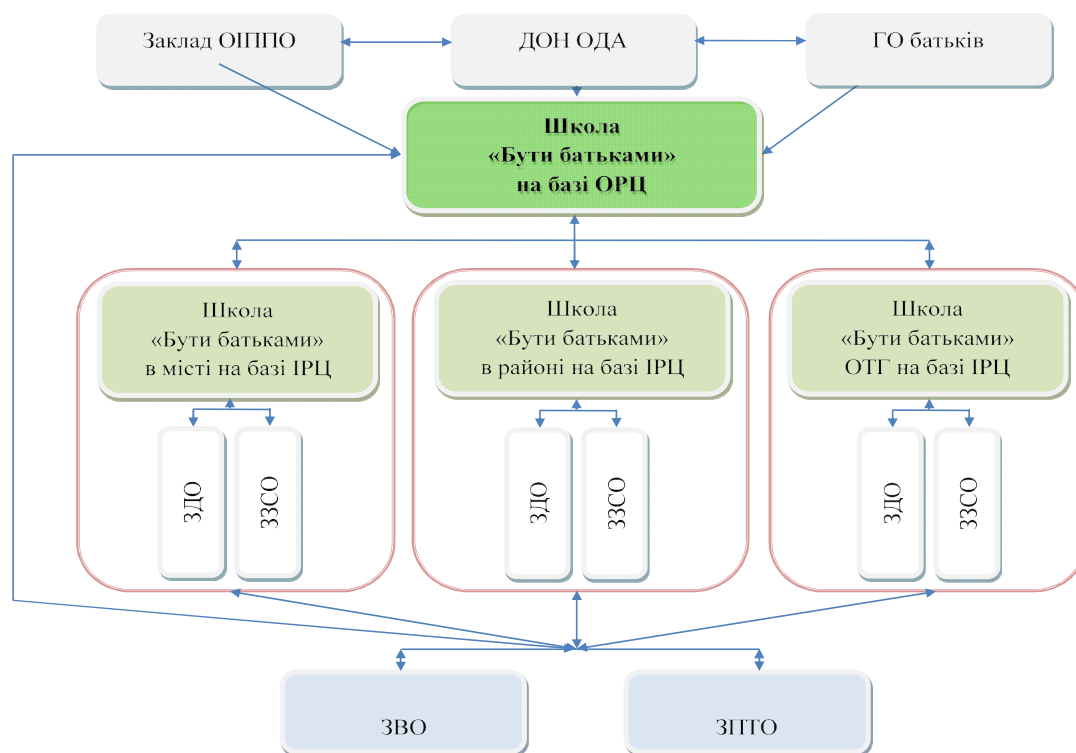 Заклад ОІППО
ДОН ОДА
ГО батьків
Школа
«Бути батьками»
на базі ОРЦ
Школа
«Бути батьками»
в місті на базі ІРЦ
Школа
«Бути батьками»
в районі на базі ІРЦ
Школа
«Бути батьками»
ОТГ на базі ІРЦ
ЗДО
ЗЗСО
ЗДО
ЗЗСО
ЗДО
ЗЗСО
ЗВО
ЗПТО